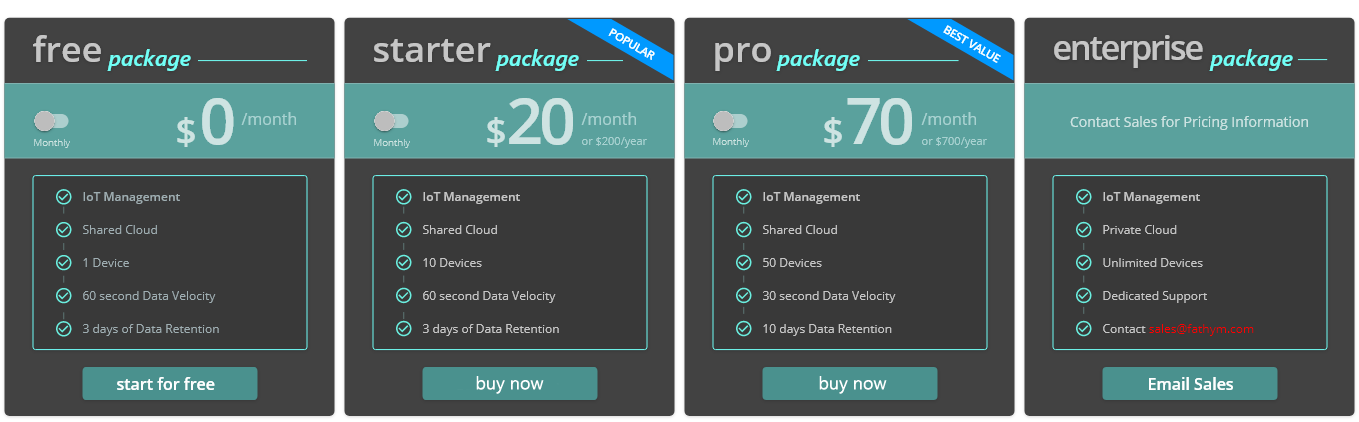 free package
$0 /month
Monthly
IoT Management
Shared Cloud
1 Device
60 second Data Velocity
3 days of Data Retention
start for free
starter package
POPULAR
$20 /month
or $200/year
Monthly
IoT Management
Shared Cloud
10 Devices
60 second Data Velocity
3 days of Data Retention
buy now
pro package
BEST VALUE
$70 /month
or $700/year
Monthly
IoT Management
Shared Cloud
50 Devices
30 second Data Velocity
10 days Data Retention
buy now
enterprise package
Contact Sales for Pricing Information
IoT Management
Private Cloud
Unlimited Devices
Dedicated Support
Contact sales@fathym.com
Email Sales